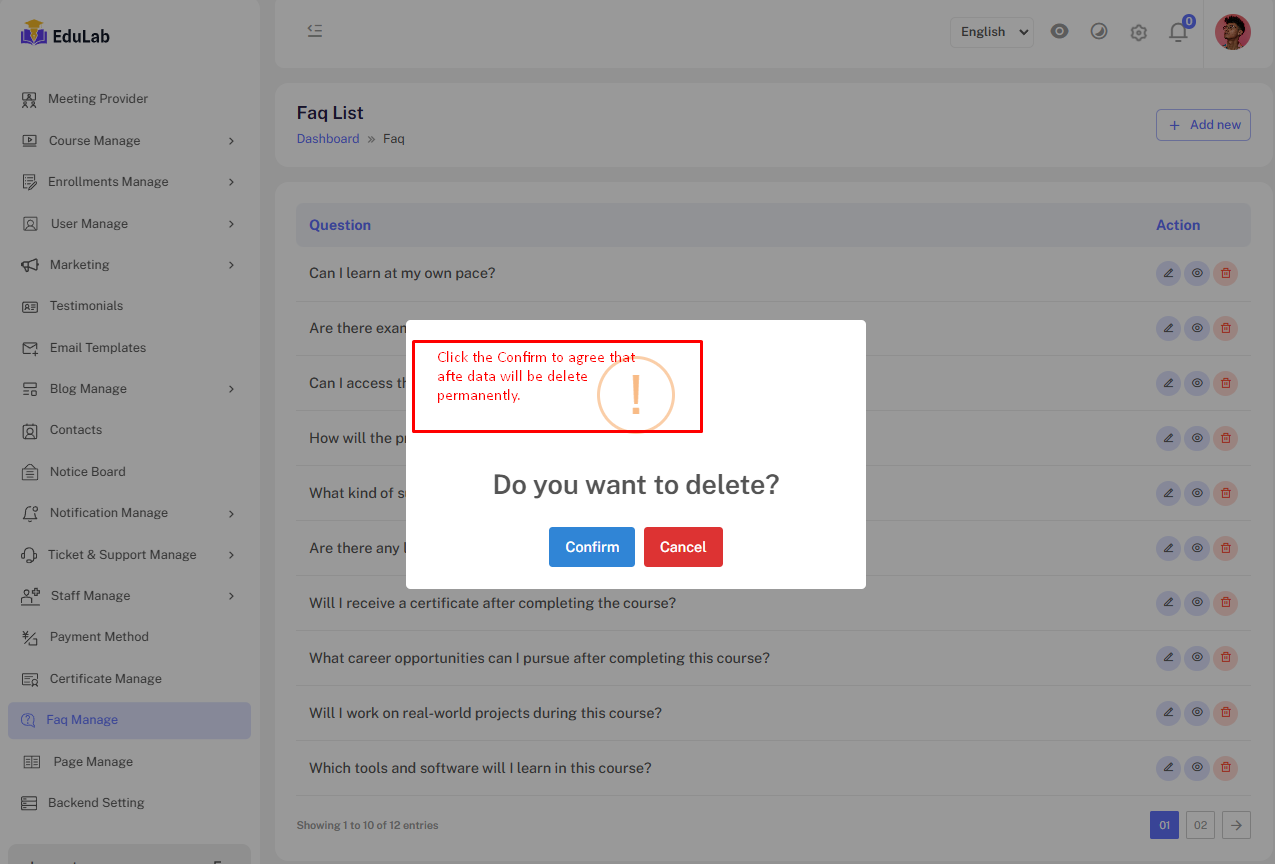 EduLab
English
0
Meeting Provider
Course Manage
Enrollments Manage
User Manage
Marketing
Testimonials
Email Templates
Blog Manage
Contacts
Notice Board
Notification Manage
Ticket & Support Manage
Staff Manage
Payment Method
Certificate Manage
Faq Manage
Page Manage
Backend Setting
Faq List
Dashboard » Faq
+ Add new
Question Action
Can I learn at my own pace?
Are there exam
Can I access th
How will the pr
What kind of su
Are there any l
Will I receive a certificate after completing the course?
What career opportunities can I pursue after completing this course?
Will I work on real-world projects during this course?
Which tools and software will I learn in this course?
Showing 1 to 10 of 12 entries
01 02
Click the Confirm to agree that
afte data will be delete
permanently.
!
Do you want to delete?
Confirm Cancel